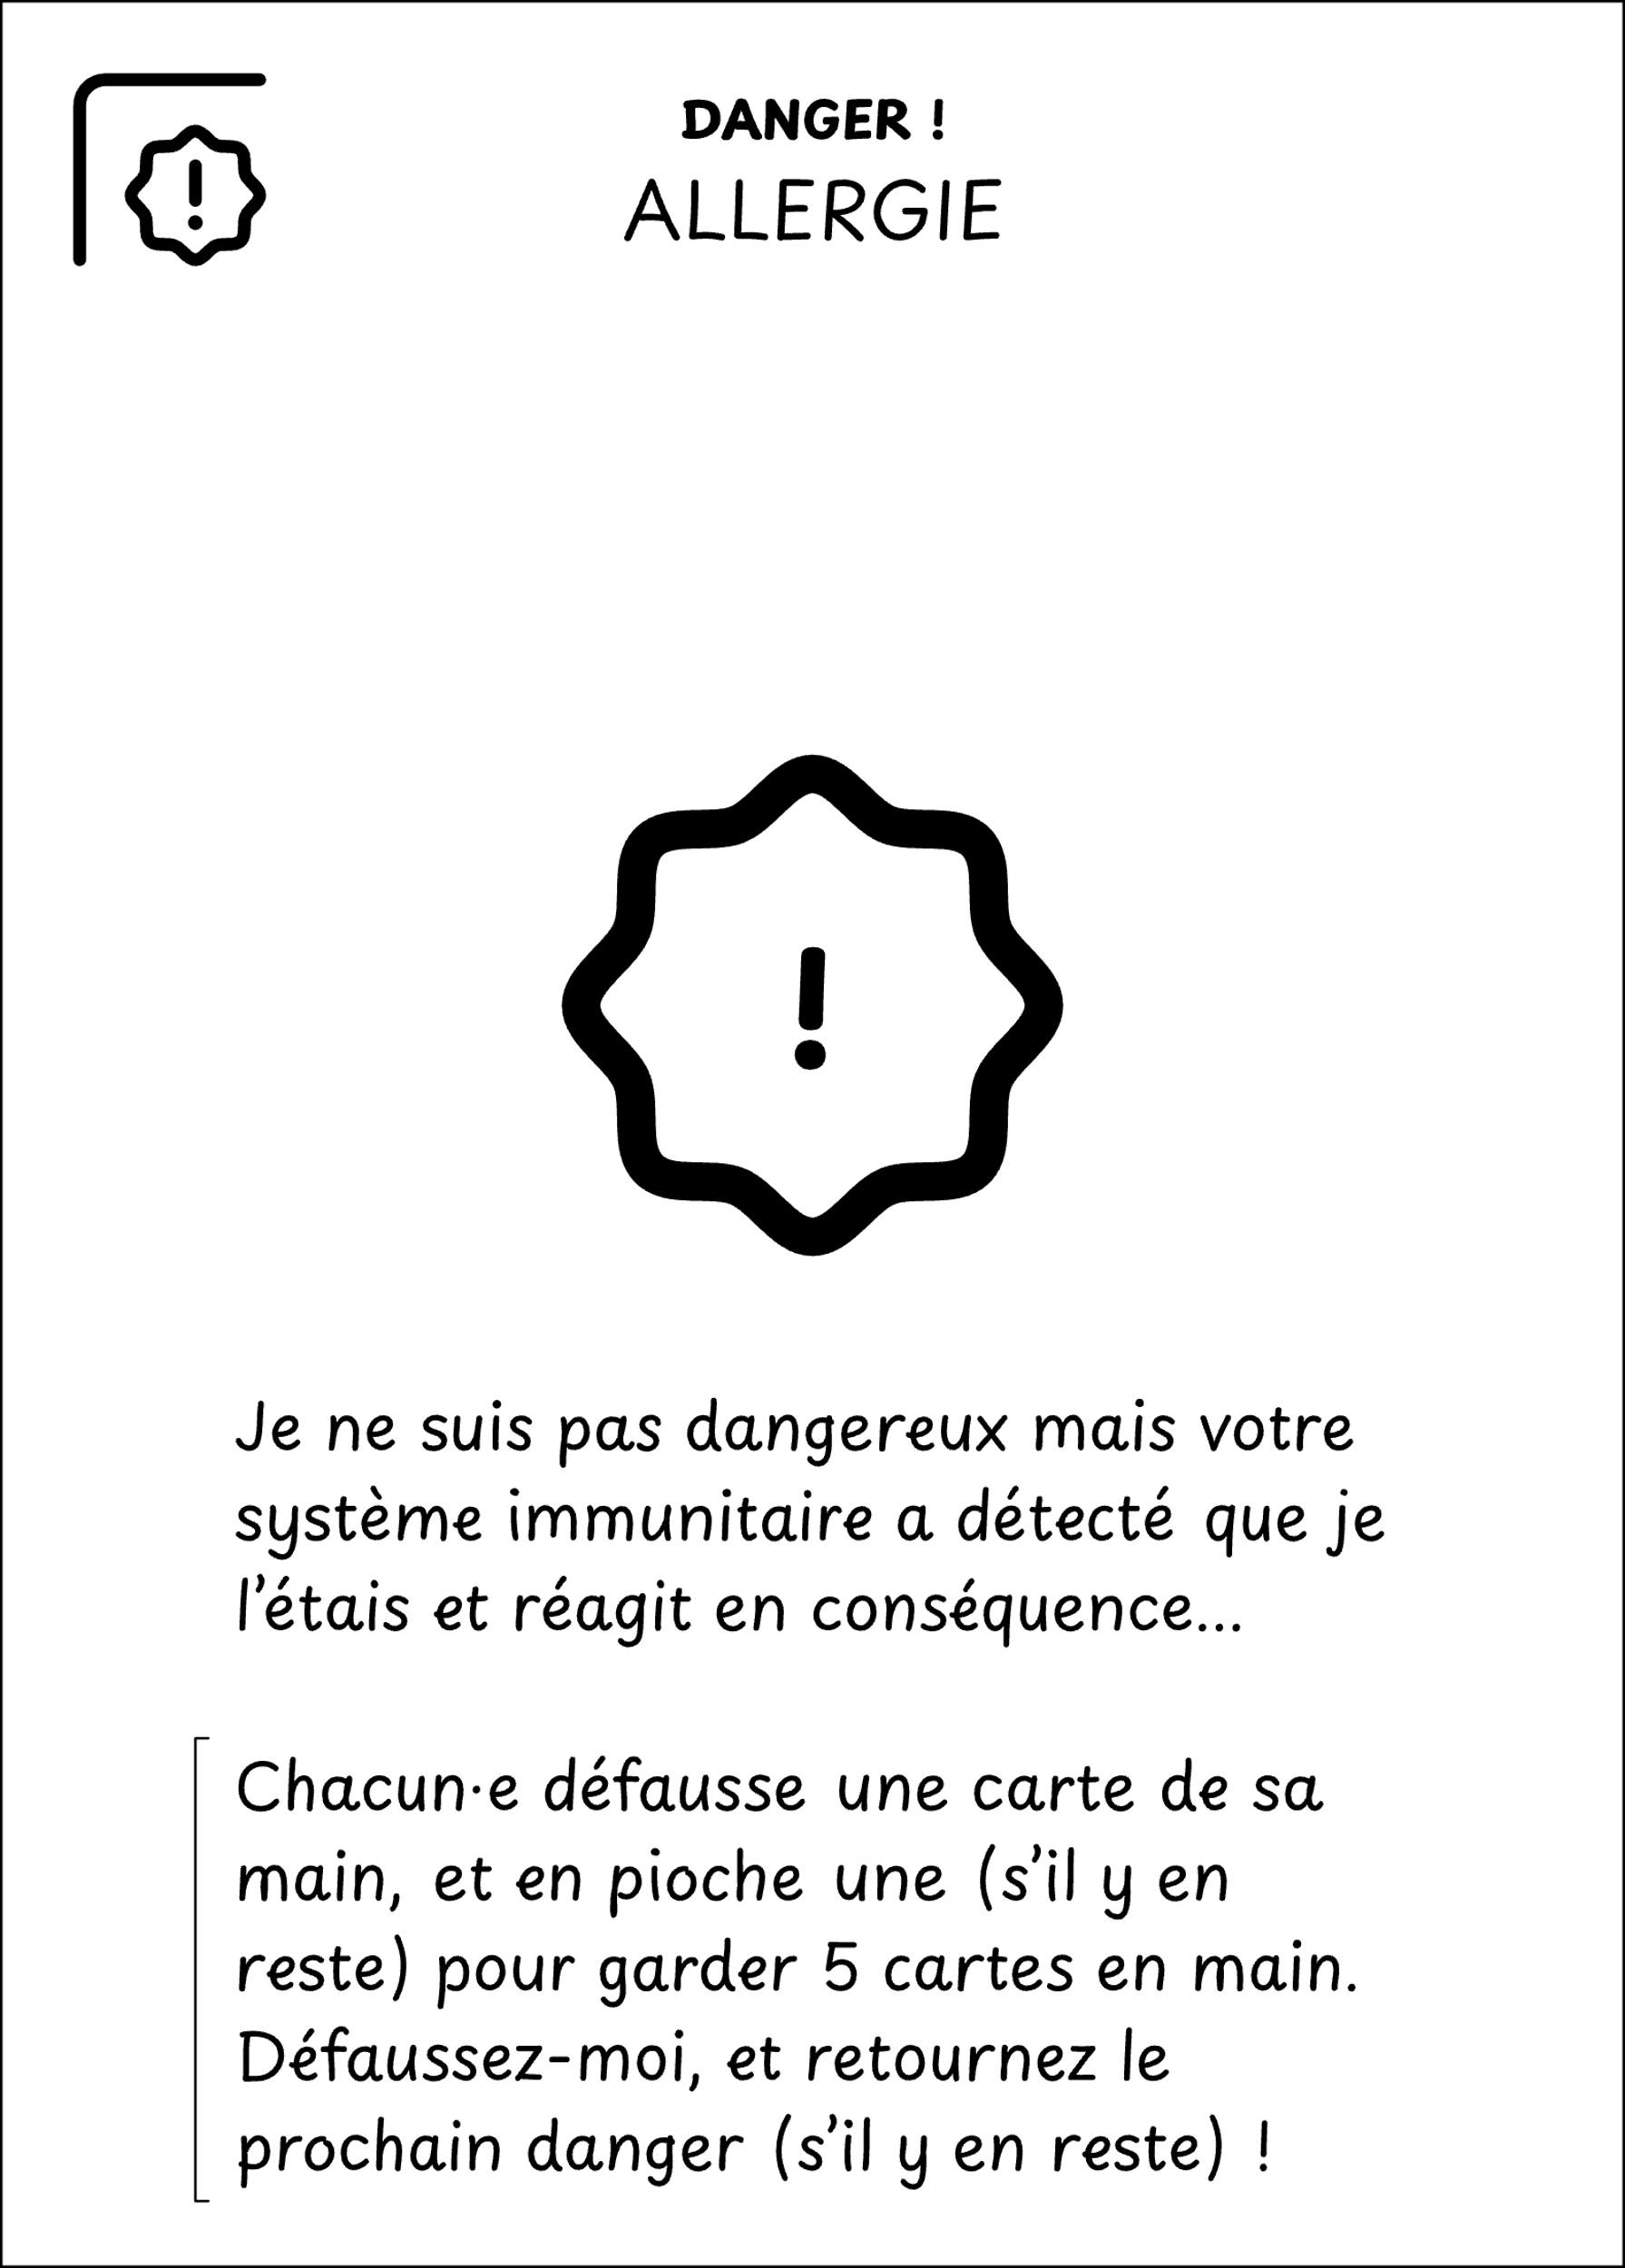 DANGER !
ALLERGIE
!
!
Je ne suis pas dangereux mais votre
système immunitaire a détecté que je
l'étais et réagit en conséquence...
Chacun·e défausse une carte de sa
main, et en pioche une (s'il y en
reste) pour garder 5 cartes en main.
Défaussez-moi, et retournez le
prochain danger (s'il y en reste) !